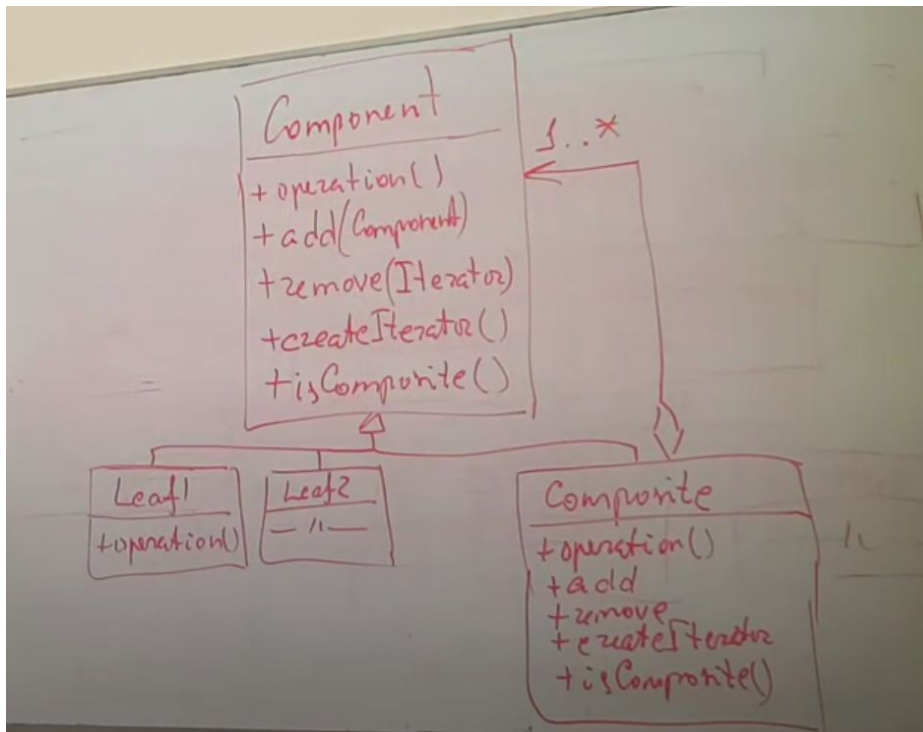 Component
+operation()
+add(Component)
+remove(Iterator)
+createIterator()
+isComposite()
1..*
Leaf1
+operation()
Leaf2
— // —
Composite
+operation()
+add
+remove
+createIterator
+isComposite()